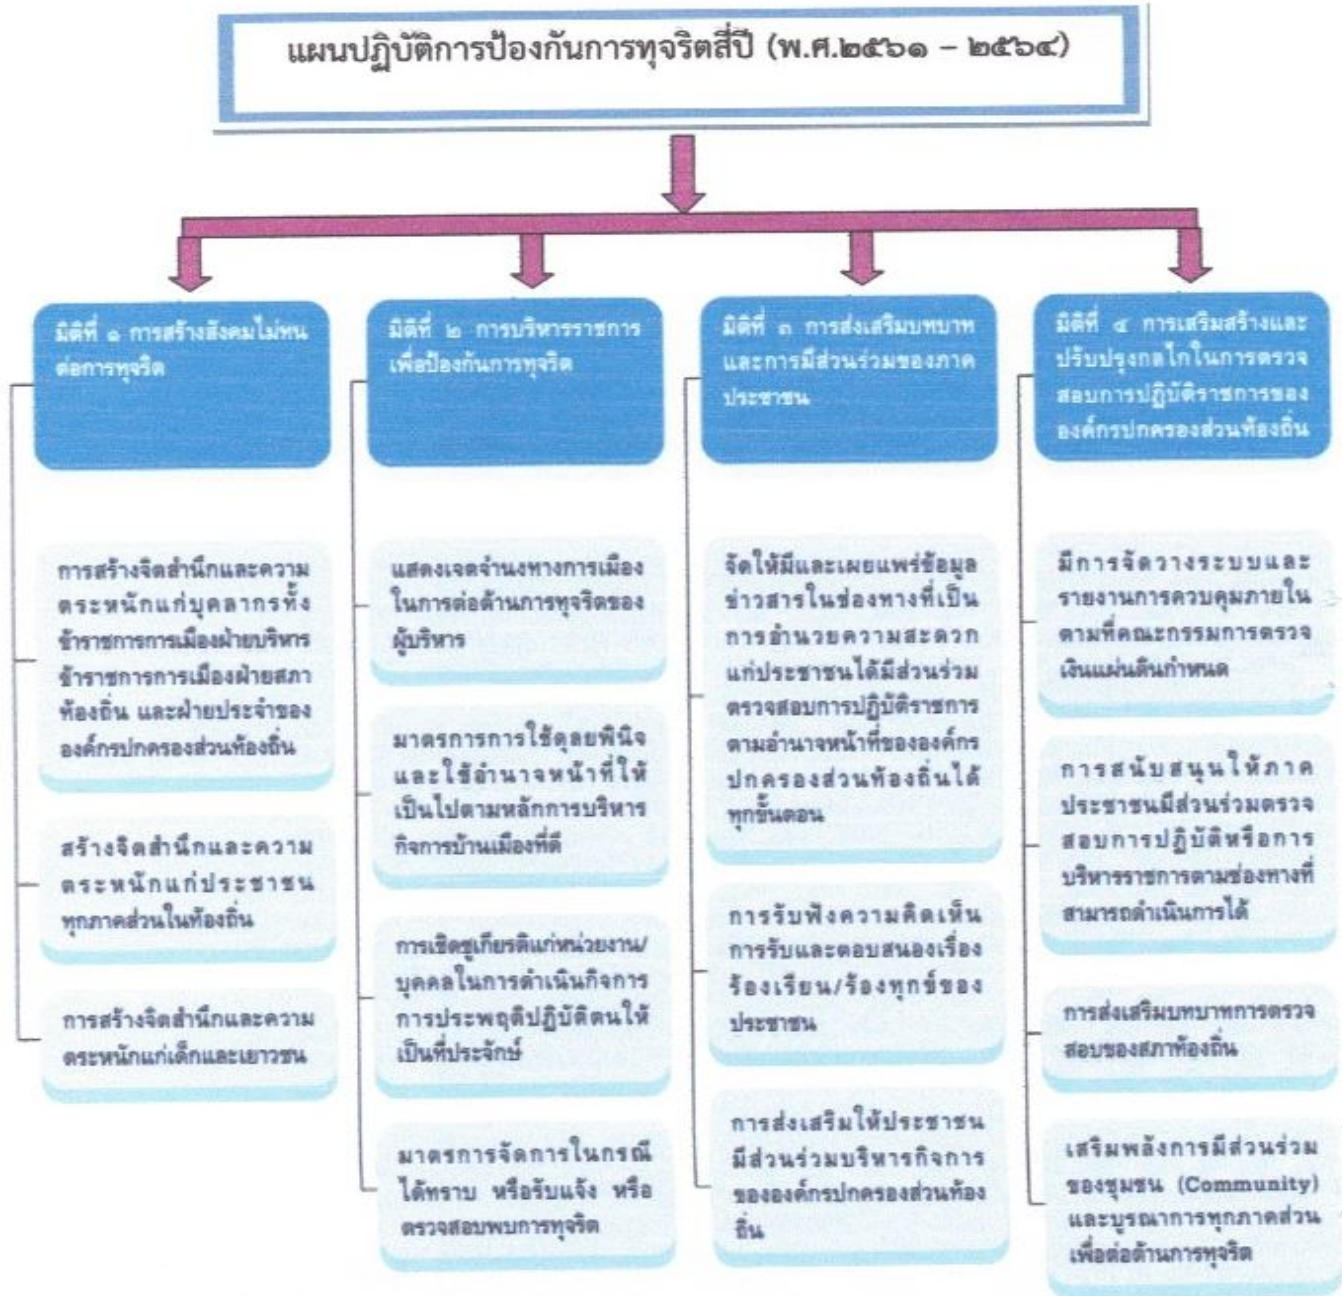 แผนปฏิบัติการป้องกันการทุจริตสี่ปี (พ.ศ.๒๕๖๑ – ๒๕๖๔)
มิติที่ ๑ การสร้างสังคมไม่ทน
ต่อการทุจริต
การสร้างจิตสำนึกและความ
ตระหนักแก่บุคลากรทั้ง
ข้าราชการการเมืองฝ่ายบริหาร
ข้าราชการการเมืองฝ่ายสภา
ท้องถิ่น และฝ่ายประจำของ
องค์กรปกครองส่วนท้องถิ่น
สร้างจิตสำนึกและความ
ตระหนักแก่ประชาชน
ทุกภาคส่วนในท้องถิ่น
การสร้างจิตสำนึกและความ
ตระหนักแก่เด็กและเยาวชน
มิติที่ ๒ การบริหารราชการ
เพื่อป้องกันการทุจริต
แสดงเจตจำนงทางการเมือง
ในการต่อต้านการทุจริตของ
ผู้บริหาร
มาตรการการใช้ดุลยพินิจ
และใช้อำนาจหน้าที่ให้
เป็นไปตามหลักการบริหาร
กิจการบ้านเมืองที่ดี
การเชิดชูเกียรติแก่หน่วยงาน/
บุคคลในการดำเนินกิจการ
การประพฤติปฏิบัติตนให้
เป็นที่ประจักษ์
มาตรการจัดการในกรณี
ได้ทราบ หรือรับแจ้ง หรือ
ตรวจสอบพบการทุจริต
มิติที่ ๓ การส่งเสริมบทบาท
และการมีส่วนร่วมของภาค
ประชาชน
จัดให้มีและเผยแพร่ข้อมูล
ข่าวสารในช่องทางที่เป็น
การอำนวยความสะดวก
แก่ประชาชนได้มีส่วนร่วม
ตรวจสอบการปฏิบัติราชการ
ตามอำนาจหน้าที่ขององค์กร
ปกครองส่วนท้องถิ่นได้
ทุกขั้นตอน
การรับฟังความคิดเห็น
การรับและตอบสนองเรื่อง
ร้องเรียน/ร้องทุกข์ของ
ประชาชน
การส่งเสริมให้ประชาชน
มีส่วนร่วมบริหารกิจการ
ขององค์กรปกครองส่วนท้อง
ถิ่น
มิติที่ ๔ การเสริมสร้างและ
ปรับปรุงกลไกในการตรวจ
สอบการปฏิบัติราชการของ
องค์กรปกครองส่วนท้องถิ่น
มีการจัดวางระบบและ
รายงานการควบคุมภายใน
ตามที่คณะกรรมการตรวจ
เงินแผ่นดินกำหนด
การสนับสนุนให้ภาค
ประชาชนมีส่วนร่วมตรวจ
สอบการปฏิบัติหรือการ
บริหารราชการตามช่องทางที่
สามารถดำเนินการได้
การส่งเสริมบทบาทการตรวจ
สอบของสภาท้องถิ่น
เสริมพลังการมีส่วนร่วม
ของชุมชน (Community)
และบูรณาการทุกภาคส่วน
เพื่อต่อต้านการทุจริต